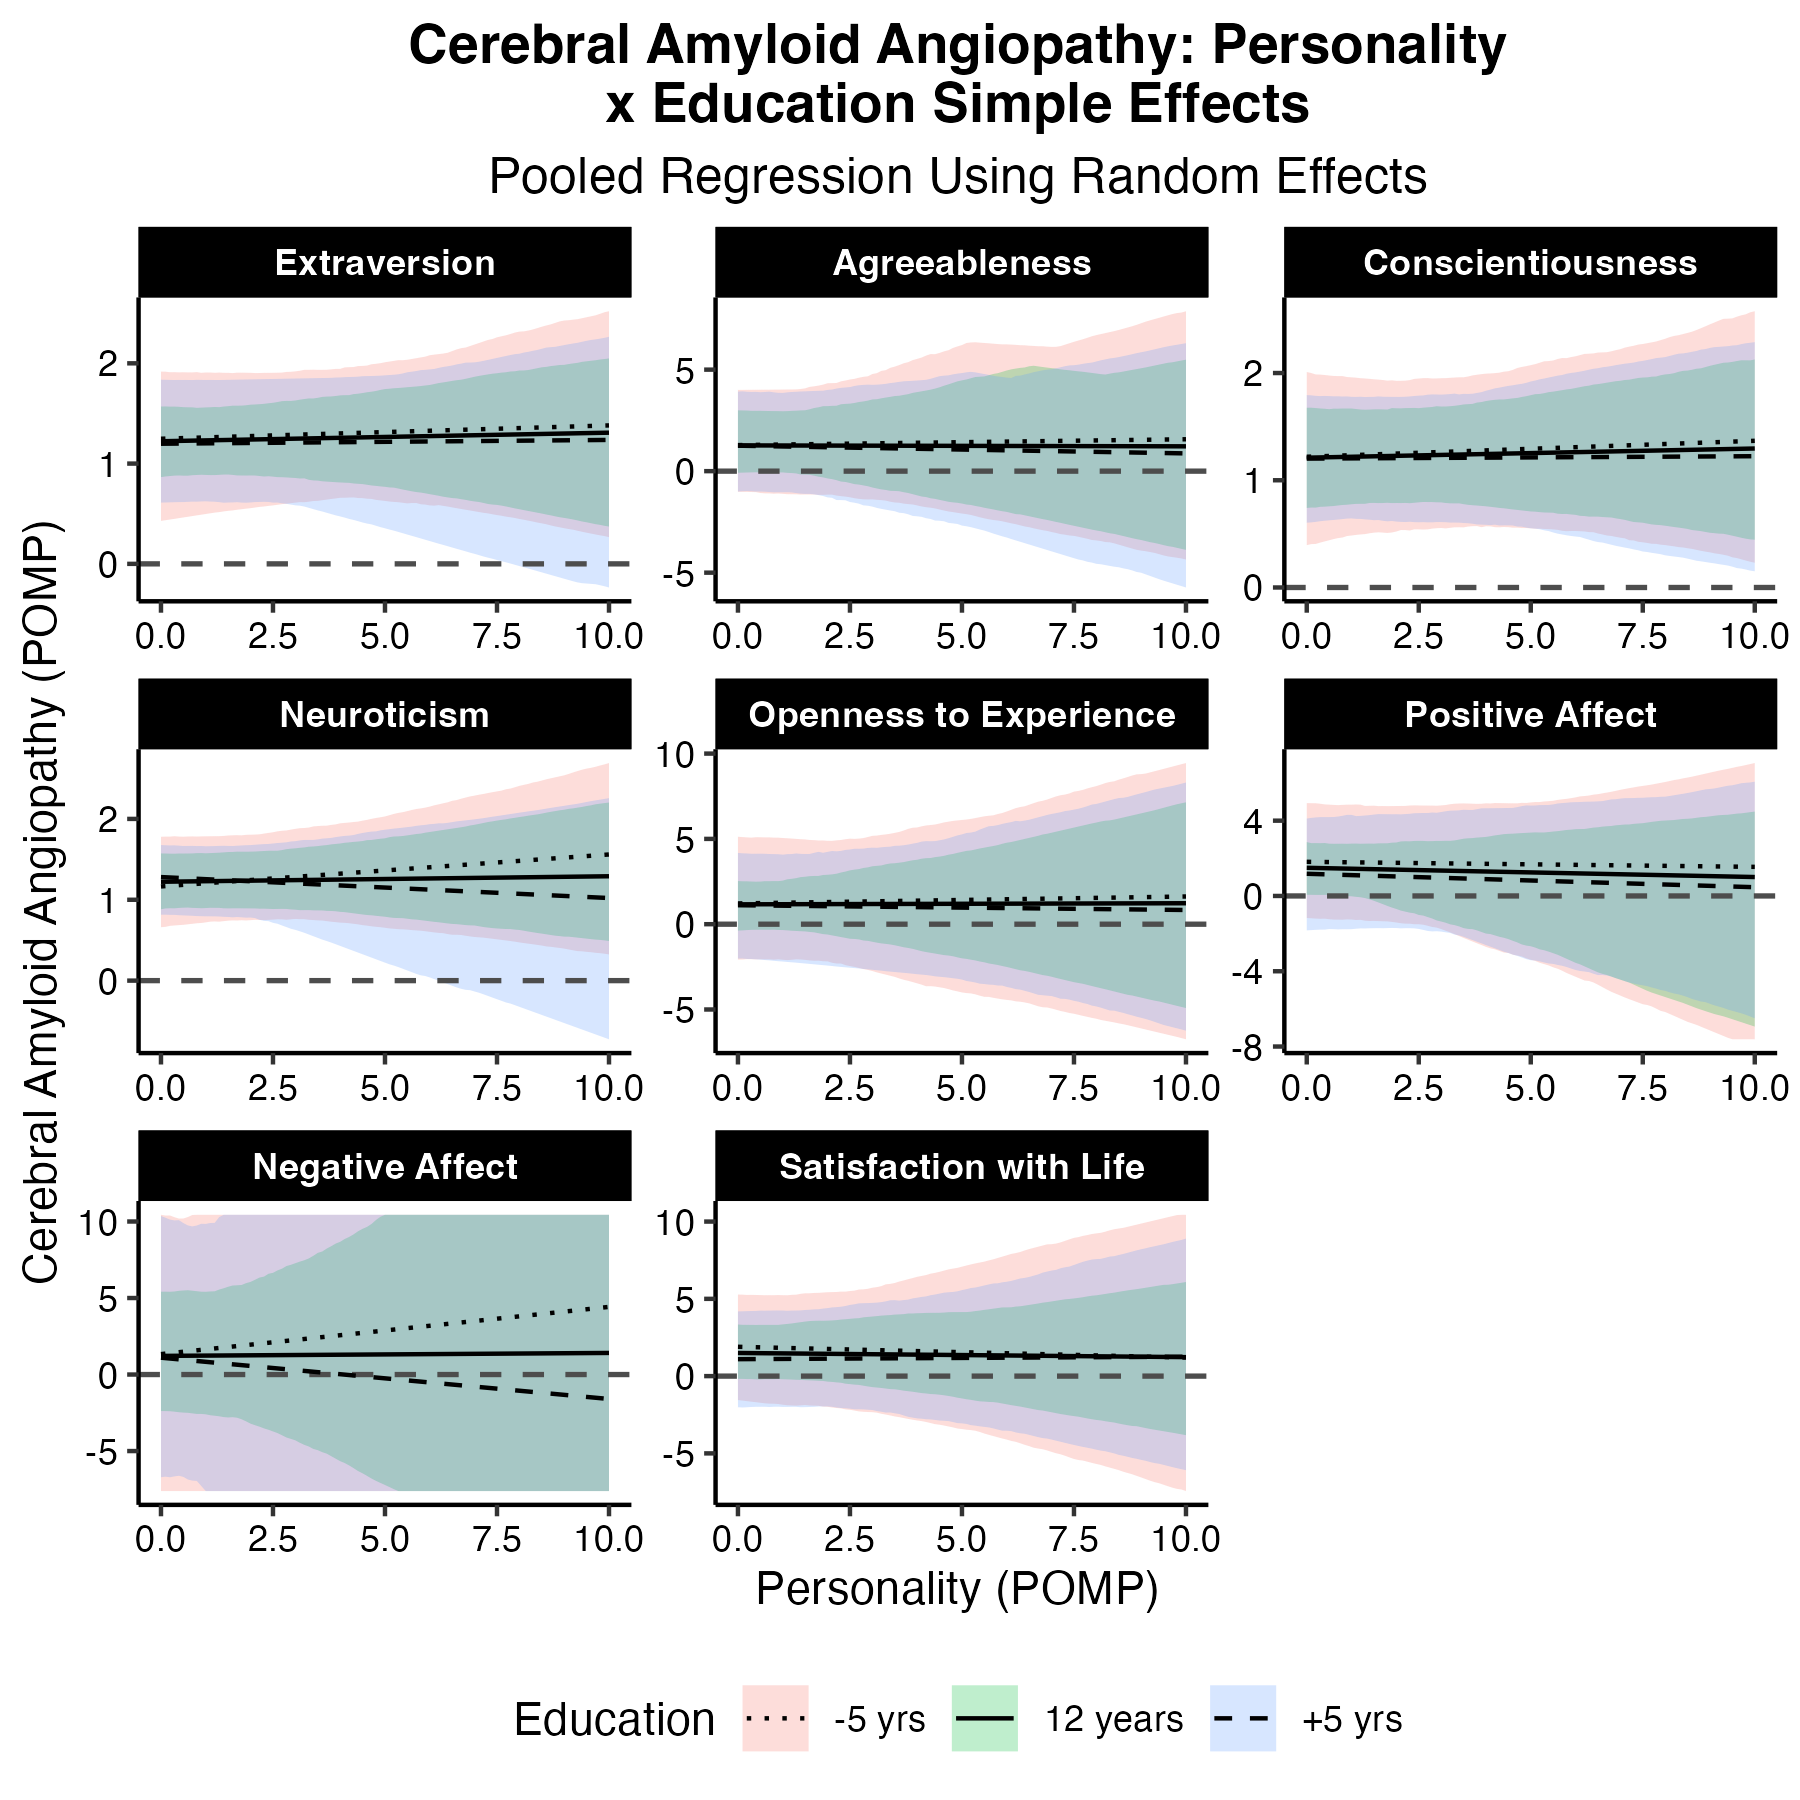 Cerebral Amyloid Angiopathy: Personality
x Education Simple Effects
Pooled Regression Using Random Effects
Cerebral Amyloid Angiopathy (POMP)
Extraversion
2
1
0
0.0 2.5 5.0 7.5 10.0
Agreeableness
5
0
-5
0.0 2.5 5.0 7.5 10.0
Conscientiousness
2
1
0
0.0 2.5 5.0 7.5 10.0
Neuroticism
2
1
0
0.0 2.5 5.0 7.5 10.0
Openness to Experience
10
5
0
-5
0.0 2.5 5.0 7.5 10.0
Positive Affect
4
0
-4
-8
0.0 2.5 5.0 7.5 10.0
Negative Affect
10
5
0
-5
0.0 2.5 5.0 7.5 10.0
Satisfaction with Life
10
5
0
-5
0.0 2.5 5.0 7.5 10.0
Personality (POMP)
Education -5 yrs 12 years +5 yrs